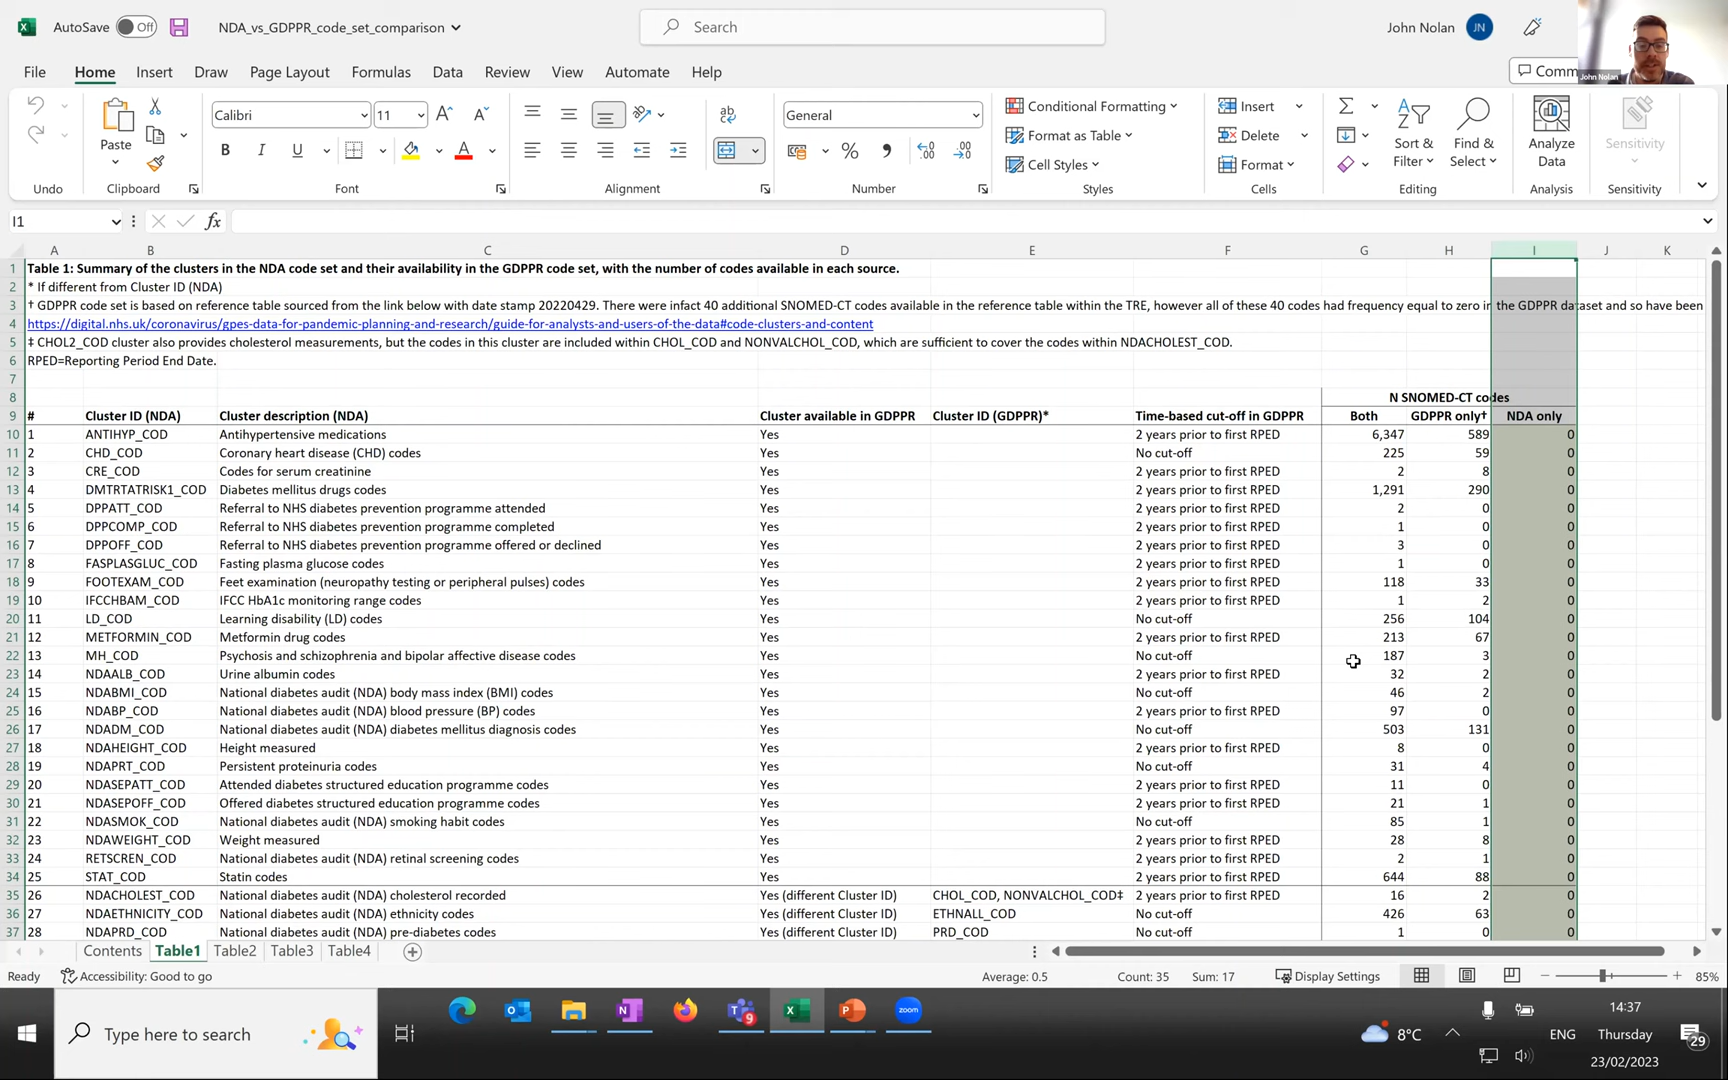 AutoSave Off NDA_vs_GDPPR_code_set_comparison Search John Nolan JN
File Home Insert Draw Page Layout Formulas Data Review View Automate Help Comm John Nolan
Calibri 11 General
Paste
B I U A
Conditional Formatting
Format as Table
Cell Styles
Insert
Delete
Format
Sort & Filter
Find & Select
Analyze Data
Sensitivity
Undo Clipboard Font Alignment Number Styles Cells Editing Analysis Sensitivity
I1 fx
A B C D E F G H I J K
1 Table 1: Summary of the clusters in the NDA code set and their availability in the GDPPR code set, with the number of codes available in each source.
2 * If different from Cluster ID (NDA)
3 † GDPPR code set is based on reference table sourced from the link below with date stamp 20220429. There were infact 40 additional SNOMED-CT codes available in the reference table within the TRE, however all of these 40 codes had frequency equal to zero in the GDPPR dataset and so have been
4 https://digital.nhs.uk/coronavirus/gpes-data-for-pandemic-planning-and-research/guide-for-analysts-and-users-of-the-data#code-clusters-and-content
5 ‡ CHOL2_COD cluster also provides cholesterol measurements, but the codes in this cluster are included within CHOL_COD and NONVALCHOL_COD, which are sufficient to cover the codes within NDACHOLEST_COD.
6 RPED=Reporting Period End Date.
7
8 N SNOMED-CT codes
9 # Cluster ID (NDA) Cluster description (NDA) Cluster available in GDPPR Cluster ID (GDPPR)* Time-based cut-off in GDPPR Both GDPPR only† NDA only
10 1 ANTIHYP_COD Antihypertensive medications Yes 2 years prior to first RPED 6,347 589 0
11 2 CHD_COD Coronary heart disease (CHD) codes Yes No cut-off 225 59 0
12 3 CRE_COD Codes for serum creatinine Yes 2 years prior to first RPED 2 8 0
13 4 DMTRTATRISK1_COD Diabetes mellitus drugs codes Yes 2 years prior to first RPED 1,291 290 0
14 5 DPPATT_COD Referral to NHS diabetes prevention programme attended Yes 2 years prior to first RPED 2 0 0
15 6 DPPCOMP_COD Referral to NHS diabetes prevention programme completed Yes 2 years prior to first RPED 1 0 0
16 7 DPPOFF_COD Referral to NHS diabetes prevention programme offered or declined Yes 2 years prior to first RPED 3 0 0
17 8 FASPLASGLUC_COD Fasting plasma glucose codes Yes 2 years prior to first RPED 1 0 0
18 9 FOOTEXAM_COD Feet examination (neuropathy testing or peripheral pulses) codes Yes 2 years prior to first RPED 118 33 0
19 10 IFCCHBAM_COD IFCC HbA1c monitoring range codes Yes 2 years prior to first RPED 1 2 0
20 11 LD_COD Learning disability (LD) codes Yes No cut-off 256 104 0
21 12 METFORMIN_COD Metformin drug codes Yes 2 years prior to first RPED 213 67 0
22 13 MH_COD Psychosis and schizophrenia and bipolar affective disease codes Yes No cut-off 187 3 0
23 14 NDAALB_COD Urine albumin codes Yes 2 years prior to first RPED 32 2 0
24 15 NDABMI_COD National diabetes audit (NDA) body mass index (BMI) codes Yes No cut-off 46 2 0
25 16 NDABP_COD National diabetes audit (NDA) blood pressure (BP) codes Yes 2 years prior to first RPED 97 0 0
26 17 NDADM_COD National diabetes audit (NDA) diabetes mellitus diagnosis codes Yes No cut-off 503 131 0
27 18 NDAHEIGHT_COD Height measured Yes 2 years prior to first RPED 8 0 0
28 19 NDAPRT_COD Persistent proteinuria codes Yes No cut-off 31 4 0
29 20 NDASEPATT_COD Attended diabetes structured education programme codes Yes 2 years prior to first RPED 11 0 0
30 21 NDASEPOFF_COD Offered diabetes structured education programme codes Yes 2 years prior to first RPED 21 1 0
31 22 NDASMOK_COD National diabetes audit (NDA) smoking habit codes Yes No cut-off 85 1 0
32 23 NDAWEIGHT_COD Weight measured Yes 2 years prior to first RPED 28 8 0
33 24 RETSCREN_COD National diabetes audit (NDA) retinal screening codes Yes 2 years prior to first RPED 2 1 0
34 25 STAT_COD Statin codes Yes 2 years prior to first RPED 644 88 0
35 26 NDACHOLEST_COD National diabetes audit (NDA) cholesterol recorded Yes (different Cluster ID) CHOL_COD, NONVALCHOL_COD‡ 2 years prior to first RPED 16 2 0
36 27 NDAETHNICITY_COD National diabetes audit (NDA) ethnicity codes Yes (different Cluster ID) ETHNALL_COD No cut-off 426 63 0
37 28 NDAPRD_COD National diabetes audit (NDA) pre-diabetes codes Yes (different Cluster ID) PRD_COD No cut-off 1 0 0
Contents Table1 Table2 Table3 Table4
Ready Accessibility: Good to go Average: 0.5 Count: 35 Sum: 17 Display Settings 85%
Type here to search 9 zoom 8°C ENG 14:37 Thursday 23/02/2023 29